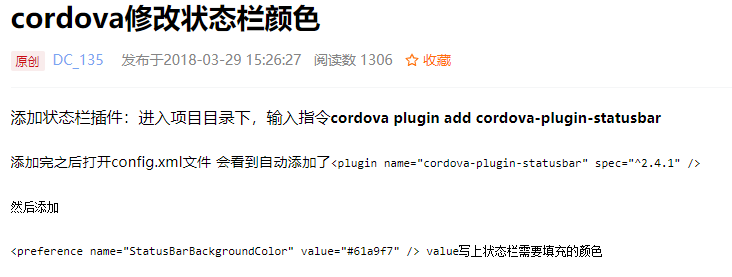 cordova修改状态栏颜色
原创 DC_135 发布于2018-03-29 15:26:27 阅读数 1306 收藏
添加状态栏插件：进入项目目录下，输入指令cordova plugin add cordova-plugin-statusbar
添加完之后打开config.xml文件 会看到自动添加了<plugin name="cordova-plugin-statusbar" spec="^2.4.1" />
然后添加
<preference name="StatusBarBackgroundColor" value="#61a9f7" /> value写上状态栏需要填充的颜色